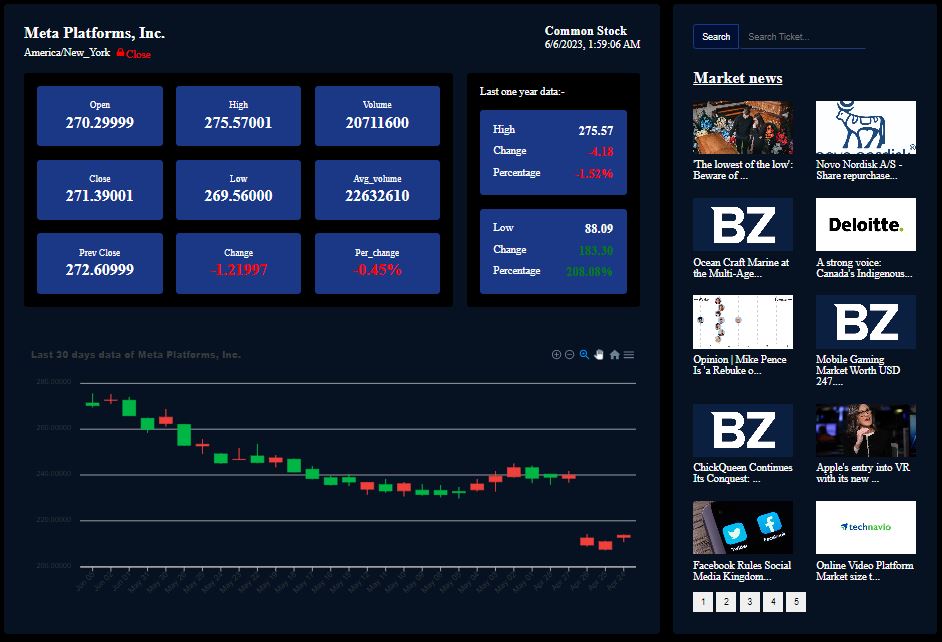 Meta Platforms, Inc.
America/New_York Close
Common Stock
6/6/2023, 1:59:06 AM
Open
270.29999
High
275.57001
Volume
20711600
Close
271.39001
Low
269.56000
Avg_volume
22632610
Prev Close
272.60999
Change
-1.21997
Per_change
-0.45%
Last one year data:-
High 275.57
Change -4.18
Percentage -1.52%
Low 88.09
Change 183.30
Percentage 208.08%
Last 30 days data of Meta Platforms, Inc.
280.00000
260.00000
240.00000
220.00000
200.00000
Search Search Ticket...
Market news
'The lowest of the low':
Beware of ...
novo nordisk
Novo Nordisk A/S -
Share repurchase...
BZ
Ocean Craft Marine at
the Multi-Age...
Deloitte.
A strong voice:
Canada's Indigenous...
Opinion | Mike Pence
Is 'a Rebuke o...
BZ
Mobile Gaming
Market Worth USD
247....
BZ
ChickQueen Continues
Its Conquest: ...
Apple's entry into VR
with its new ...
Twitter
Facebook
Facebook Rules Social
Media Kingdom...
technavio
Online Video Platform
Market size t...
1 2 3 4 5